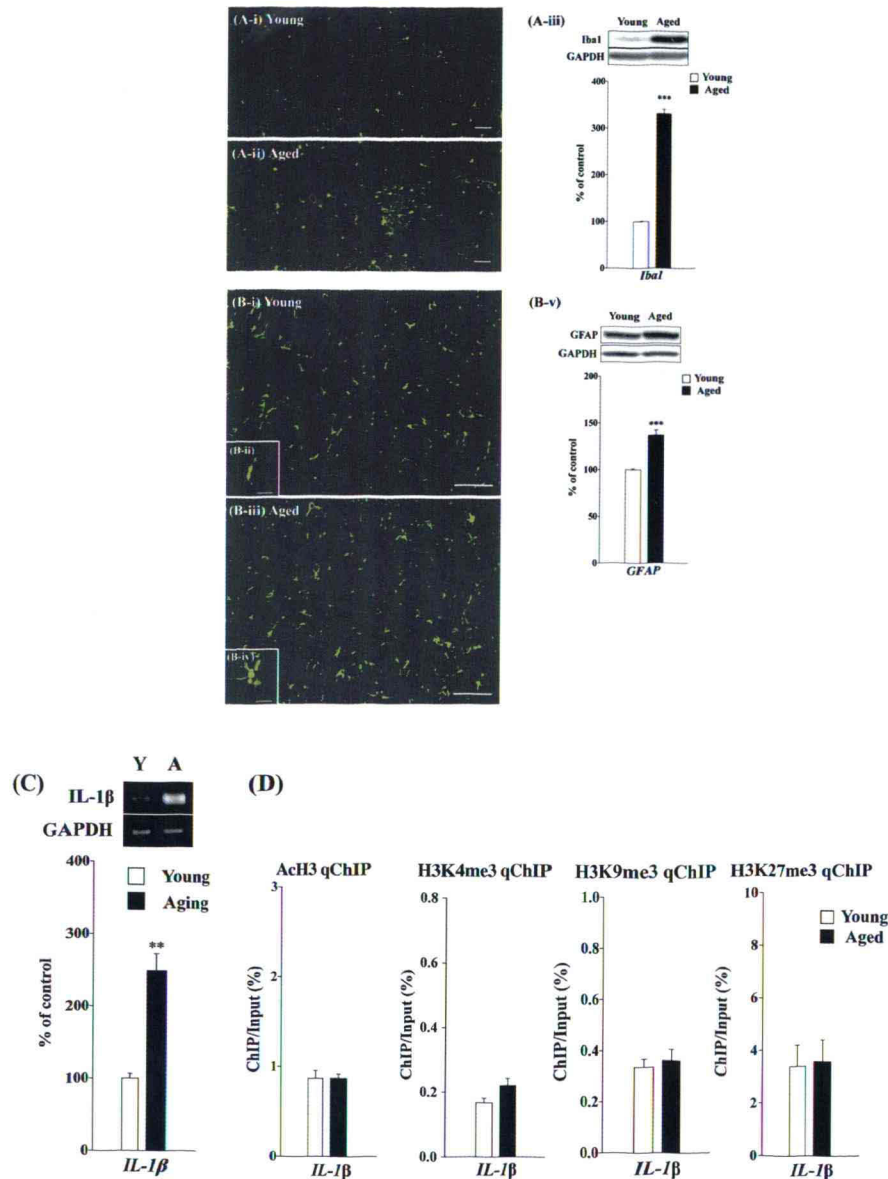 (A-i) Young
(A-ii) Aged
(A-iii)
Young Aged
Iba1
GAPDH
Young
Aged
% of control
400
300
200
100
0
***
Iba1
(B-i) Young
(B-ii)
(B-iii) Aged
(B-iv)
(B-v)
Young Aged
GFAP
GAPDH
Young
Aged
% of control
200
150
100
50
0
***
GFAP
(C)
Y A
IL-1β
GAPDH
Young
Aging
% of control
400
300
200
100
0
**
IL-1β
(D)
AcH3 qChIP
ChIP/Input (%)
3
2
1
0
IL-1β
H3K4me3 qChIP
ChIP/Input (%)
0.8
0.6
0.4
0.2
0.0
IL-1β
H3K9me3 qChIP
ChIP/Input (%)
1.0
0.8
0.6
0.4
0.2
0.0
IL-1β
H3K27me3 qChIP
ChIP/Input (%)
10
8
6
4
2
0
Young
Aged
IL-1β